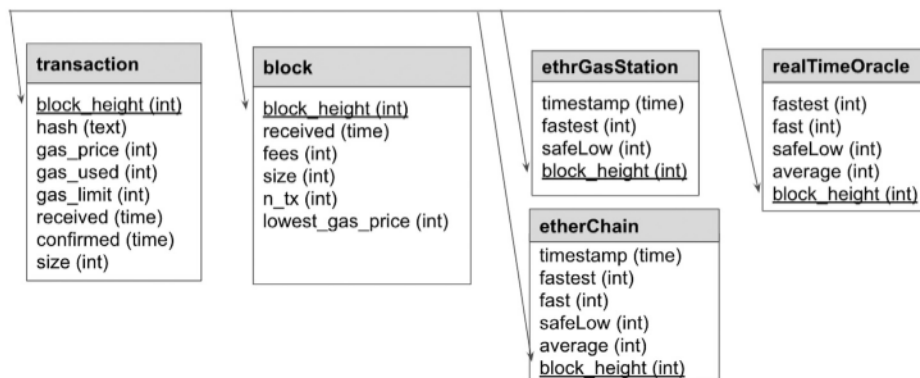 transaction
block_height (int)
hash (text)
gas_price (int)
gas_used (int)
gas_limit (int)
received (time)
confirmed (time)
size (int)
block
block_height (int)
received (time)
fees (int)
size (int)
n_tx (int)
lowest_gas_price (int)
ethrGasStation
timestamp (time)
fastest (int)
safeLow (int)
block_height (int)
etherChain
timestamp (time)
fastest (int)
fast (int)
safeLow (int)
average (int)
block_height (int)
realTimeOracle
fastest (int)
fast (int)
safeLow (int)
average (int)
block_height (int)